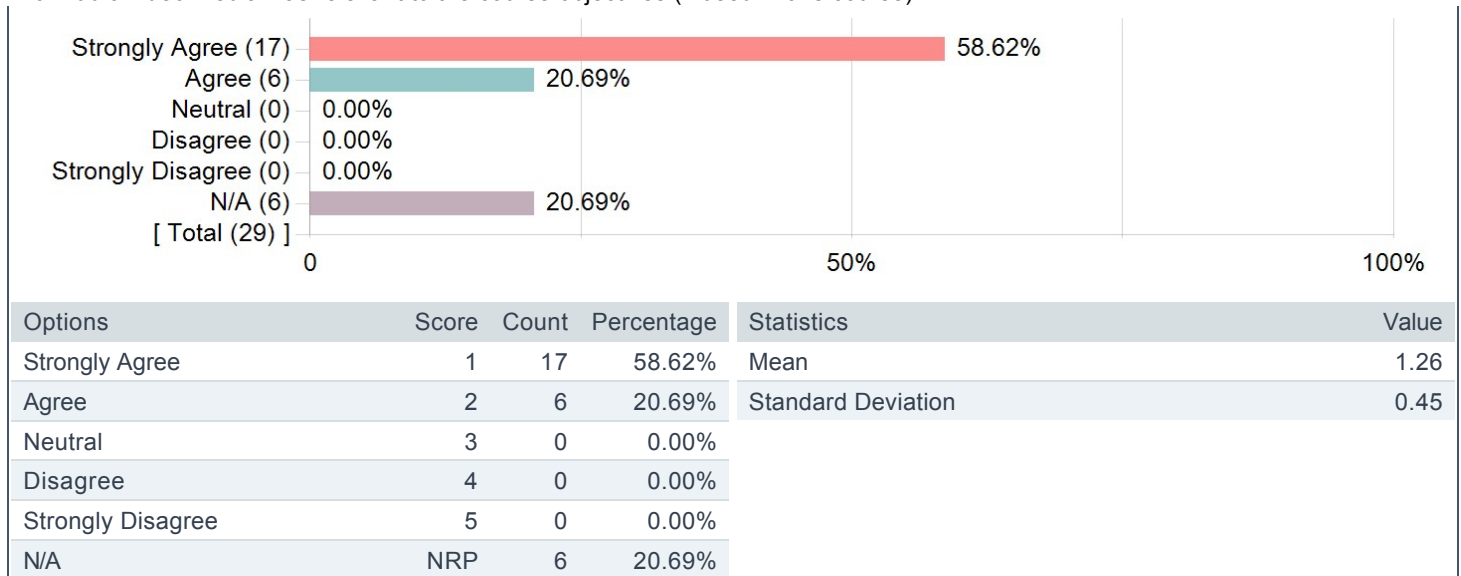 Strongly Agree (17) 58.62%
Agree (6) 20.69%
Neutral (0) 0.00%
Disagree (0) 0.00%
Strongly Disagree (0) 0.00%
N/A (6) 20.69%
[ Total (29) ]
0 50% 100%
Options Score Count Percentage
Strongly Agree 1 17 58.62%
Agree 2 6 20.69%
Neutral 3 0 0.00%
Disagree 4 0 0.00%
Strongly Disagree 5 0 0.00%
N/A NRP 6 20.69%
Statistics Value
Mean 1.26
Standard Deviation 0.45